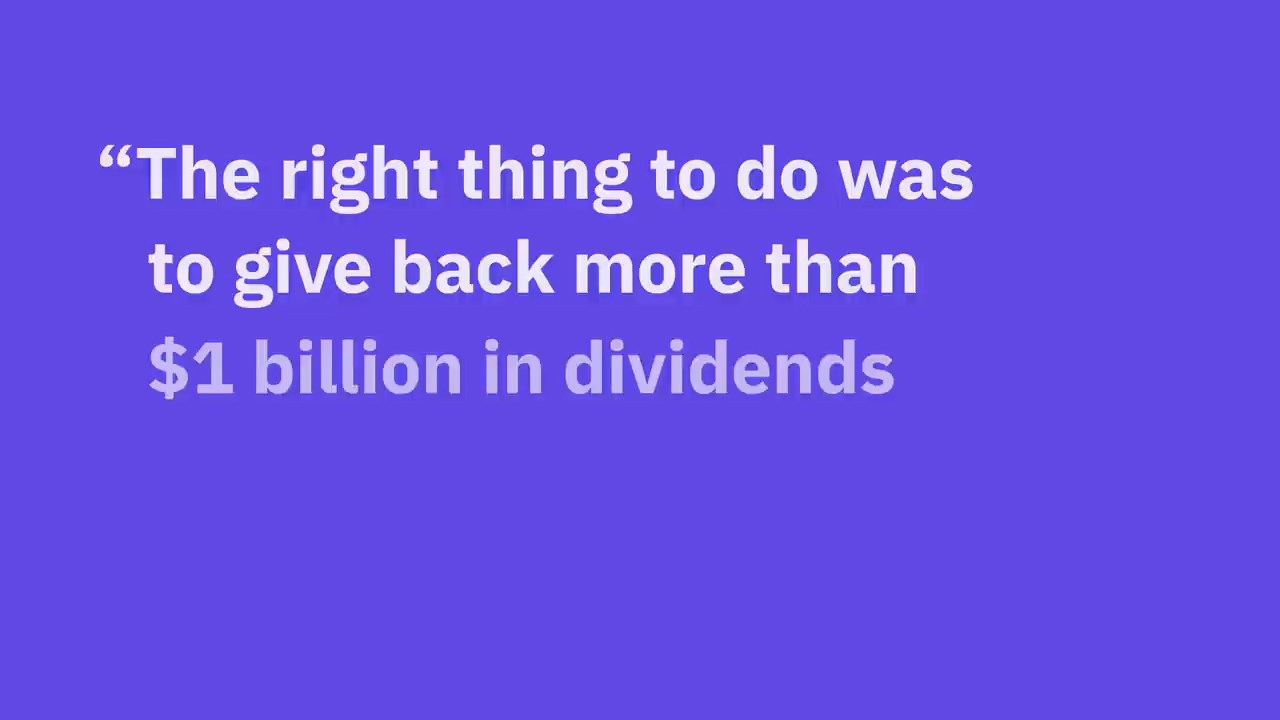 “The right thing to do was
to give back more than
$1 billion in dividends